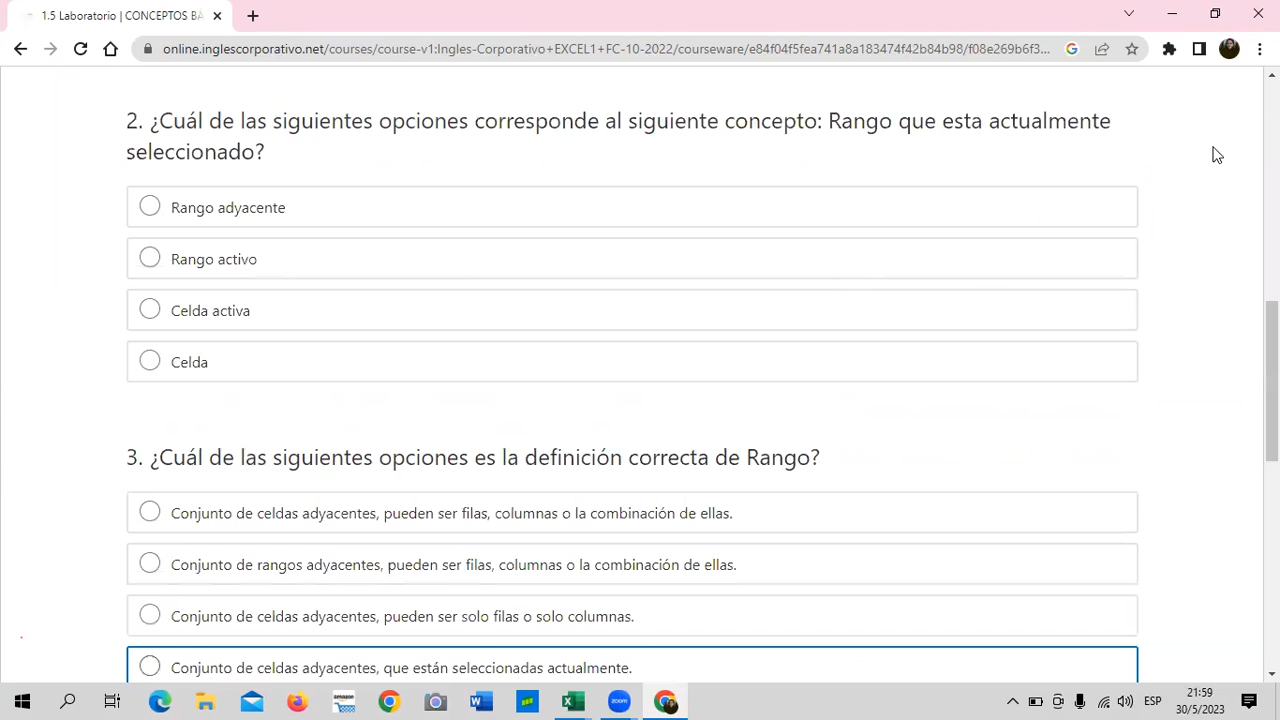 1.5 Laboratorio | CONCEPTOS BÁ
online.inglescorporativo.net/courses/course-v1:Ingles-Corporativo+EXCEL1+FC-10-2022/courseware/e84f04f5fea741a8a183474f42b84b98/f08e269b6f3...
2. ¿Cuál de las siguientes opciones corresponde al siguiente concepto: Rango que esta actualmente
seleccionado?
Rango adyacente
Rango activo
Celda activa
Celda
3. ¿Cuál de las siguientes opciones es la definición correcta de Rango?
Conjunto de celdas adyacentes, pueden ser filas, columnas o la combinación de ellas.
Conjunto de rangos adyacentes, pueden ser filas, columnas o la combinación de ellas.
Conjunto de celdas adyacentes, pueden ser solo filas o solo columnas.
Conjunto de celdas adyacentes, que están seleccionadas actualmente.
amazon
zoom
ESP
21:59
30/5/2023